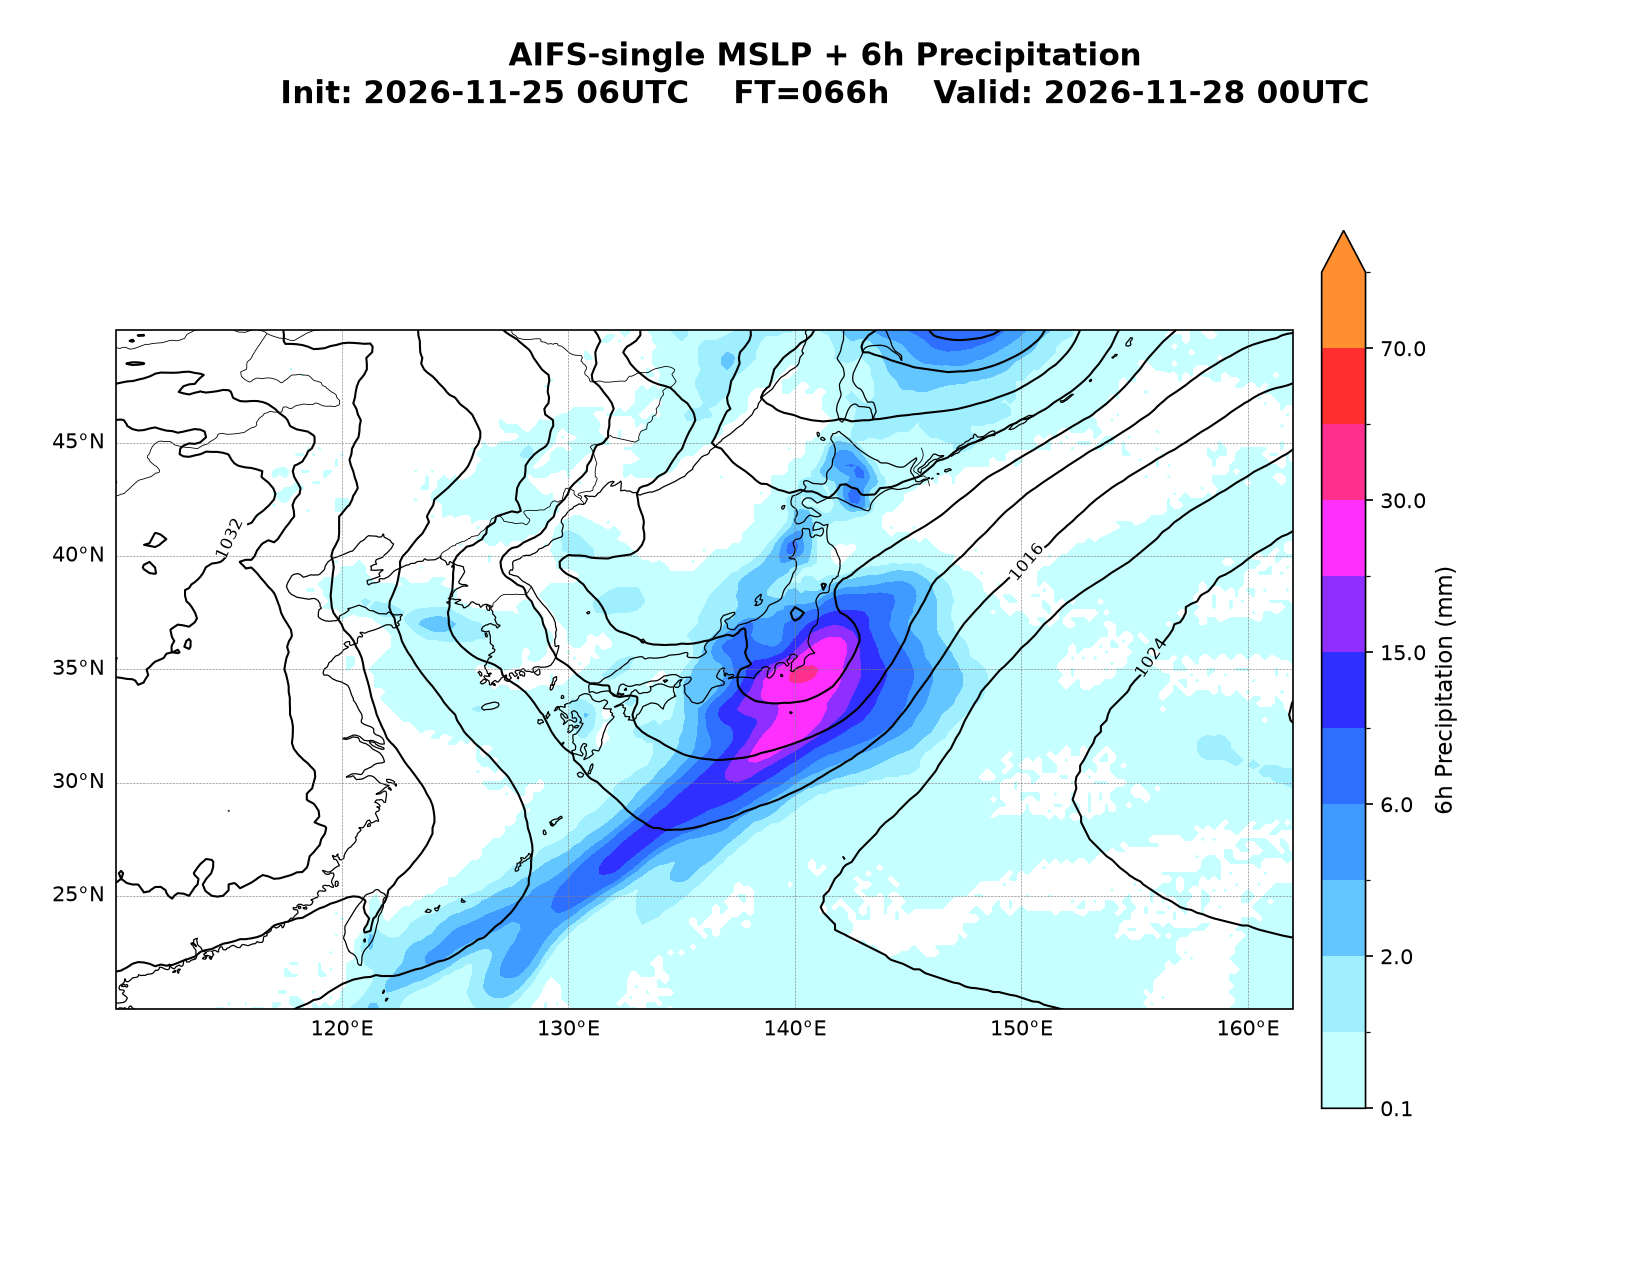 AIFS-single MSLP + 6h Precipitation
Init: 2026-11-25 06UTC    FT=066h    Valid: 2026-11-28 00UTC
70.0
45°N
1032
30.0
40°N
1016
6h Precipitation (mm)
1024
15.0
35°N
30°N
6.0
25°N
2.0
120°E
130°E
140°E
150°E
160°E
0.1